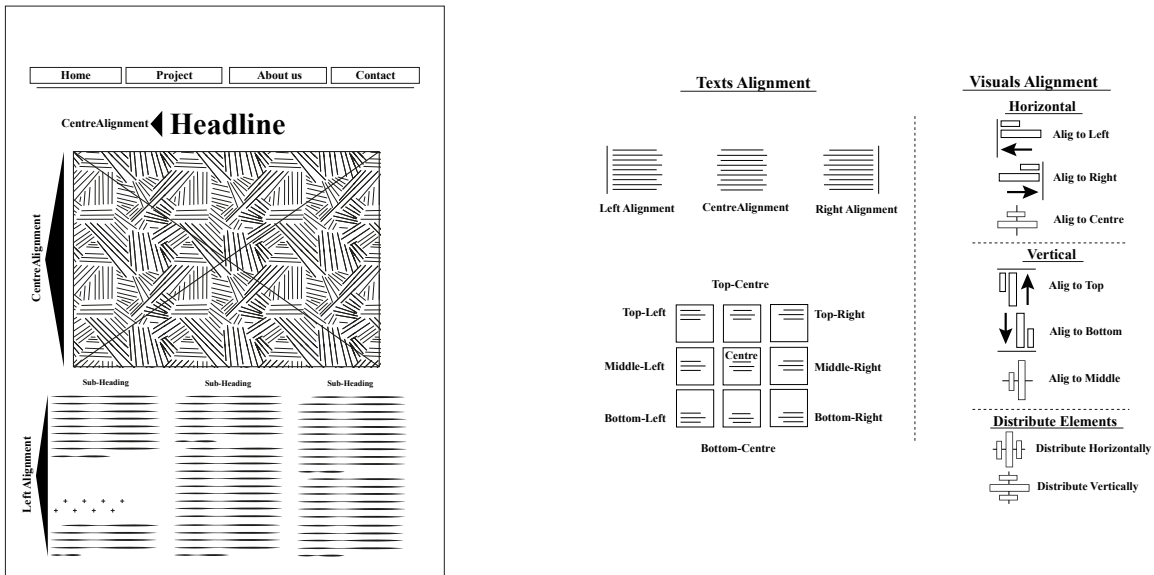 Home Project About us Contact
CentreAlignment Headline
CentreAlignment
Sub-Heading Sub-Heading Sub-Heading
Left Alignment
Texts Alignment
Left Alignment CentreAlignment Right Alignment
Top-Centre
Top-Left Top-Right
Centre
Middle-Left Middle-Right
Bottom-Left Bottom-Right
Bottom-Centre
Visuals Alignment
Horizontal
Alig to Left
Alig to Right
Alig to Centre
Vertical
Alig to Top
Alig to Bottom
Alig to Middle
Distribute Elements
Distribute Horizontally
Distribute Vertically